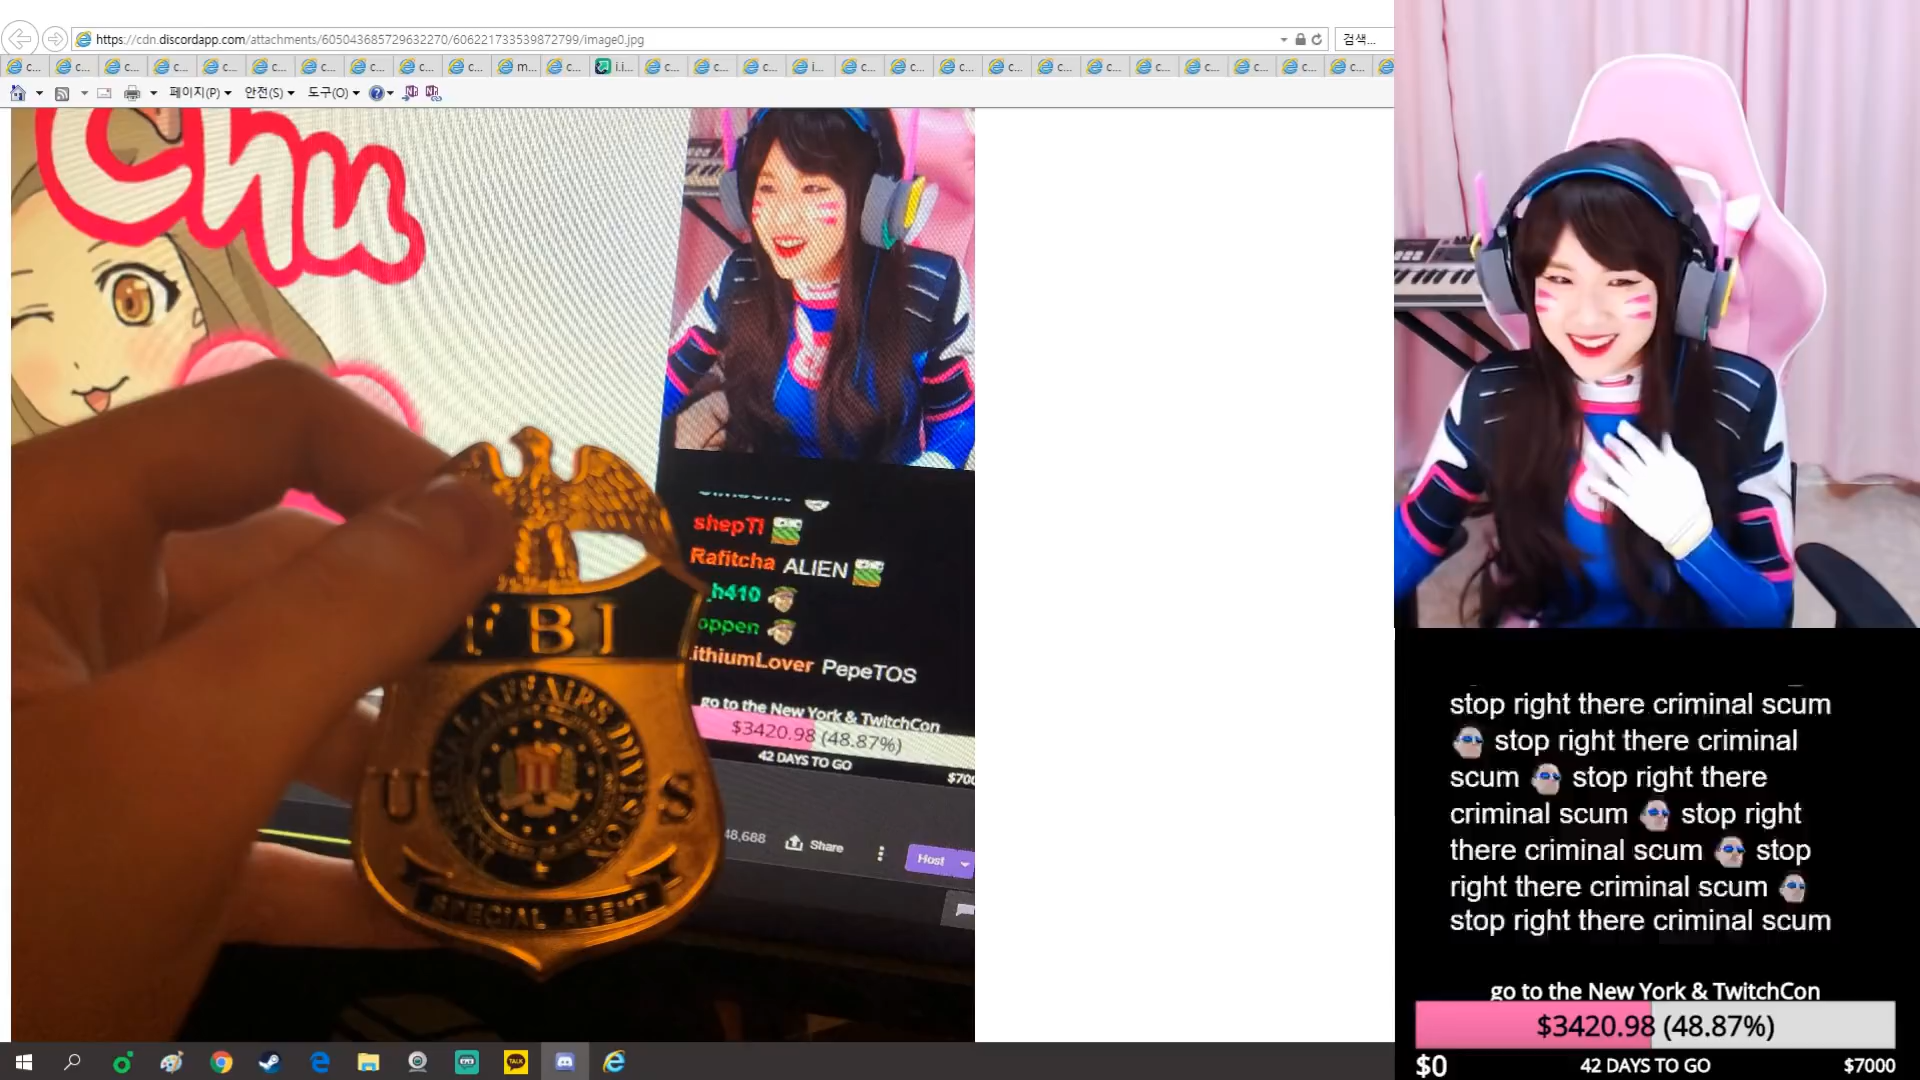 https://cdn.discordapp.com/attachments/605043685729632270/606221733539872799/image0.jpg
검색...
c...
c...
c...
c...
c...
c...
c...
c...
c...
c...
m...
c...
i.i...
c...
c...
c...
i...
c...
c...
c...
c...
c...
c...
c...
c...
c...
c...
c...
페이지(P)
안전(S)
도구(O)
Chu
shepTi
Rafitcha ALIEN
_h410
oppen
ithiumLover PepeTOS
go to the New York & TwitchCon
$3420.98 (48.87%)
42 DAYS TO GO
$700
48,688
Share
Host
FBI
U S
SPECIAL AGENT
stop right there criminal scum
stop right there criminal
scum stop right there
criminal scum stop right
there criminal scum stop
right there criminal scum
stop right there criminal scum
go to the New York & TwitchCon
$3420.98 (48.87%)
$0
42 DAYS TO GO
$7000
TALK